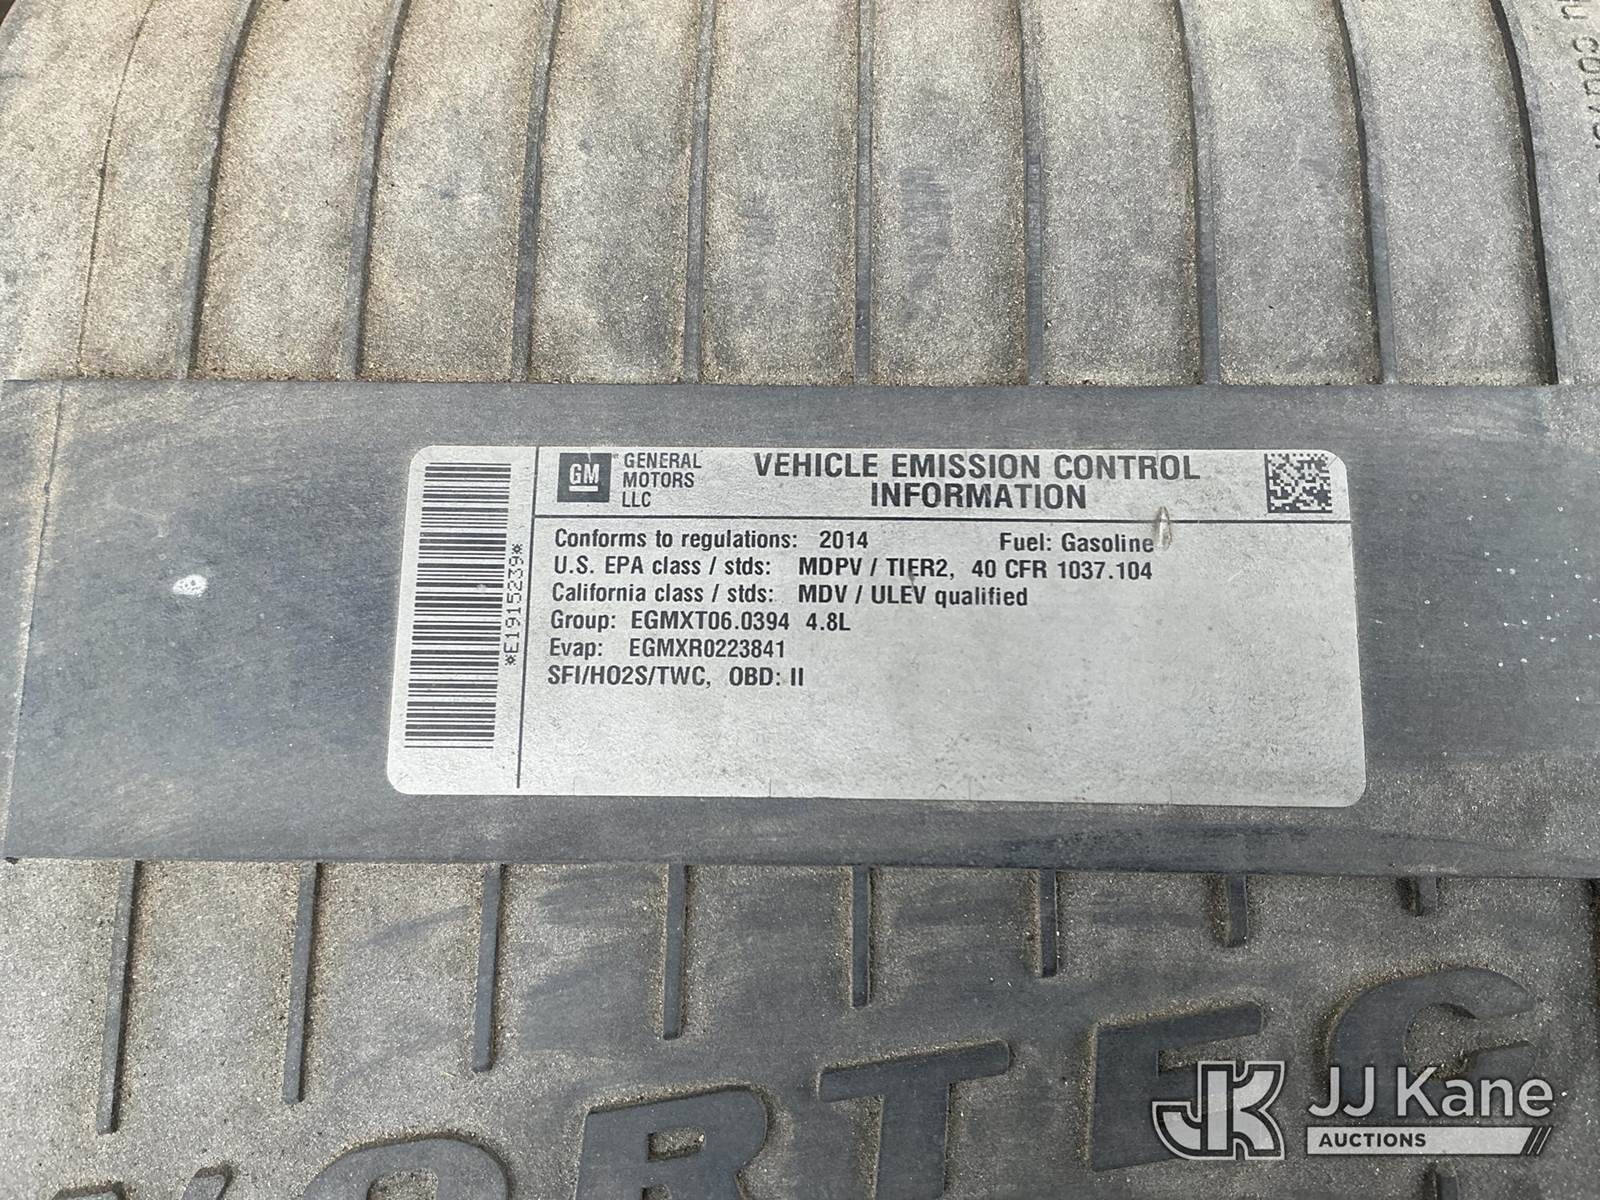 GM GENERAL MOTORS LLC
VEHICLE EMISSION CONTROL
INFORMATION
Conforms to regulations: 2014 Fuel: Gasoline
U.S. EPA class / stds: MDPV / TIER2, 40 CFR 1037.104
California class / stds: MDV / ULEV qualified
Group: EGMXT06.0394 4.8L
Evap: EGMXR0223841
SFI/HO2S/TWC, OBD: II
*E1915239*
VORTEC
JK JJ Kane
AUCTIONS